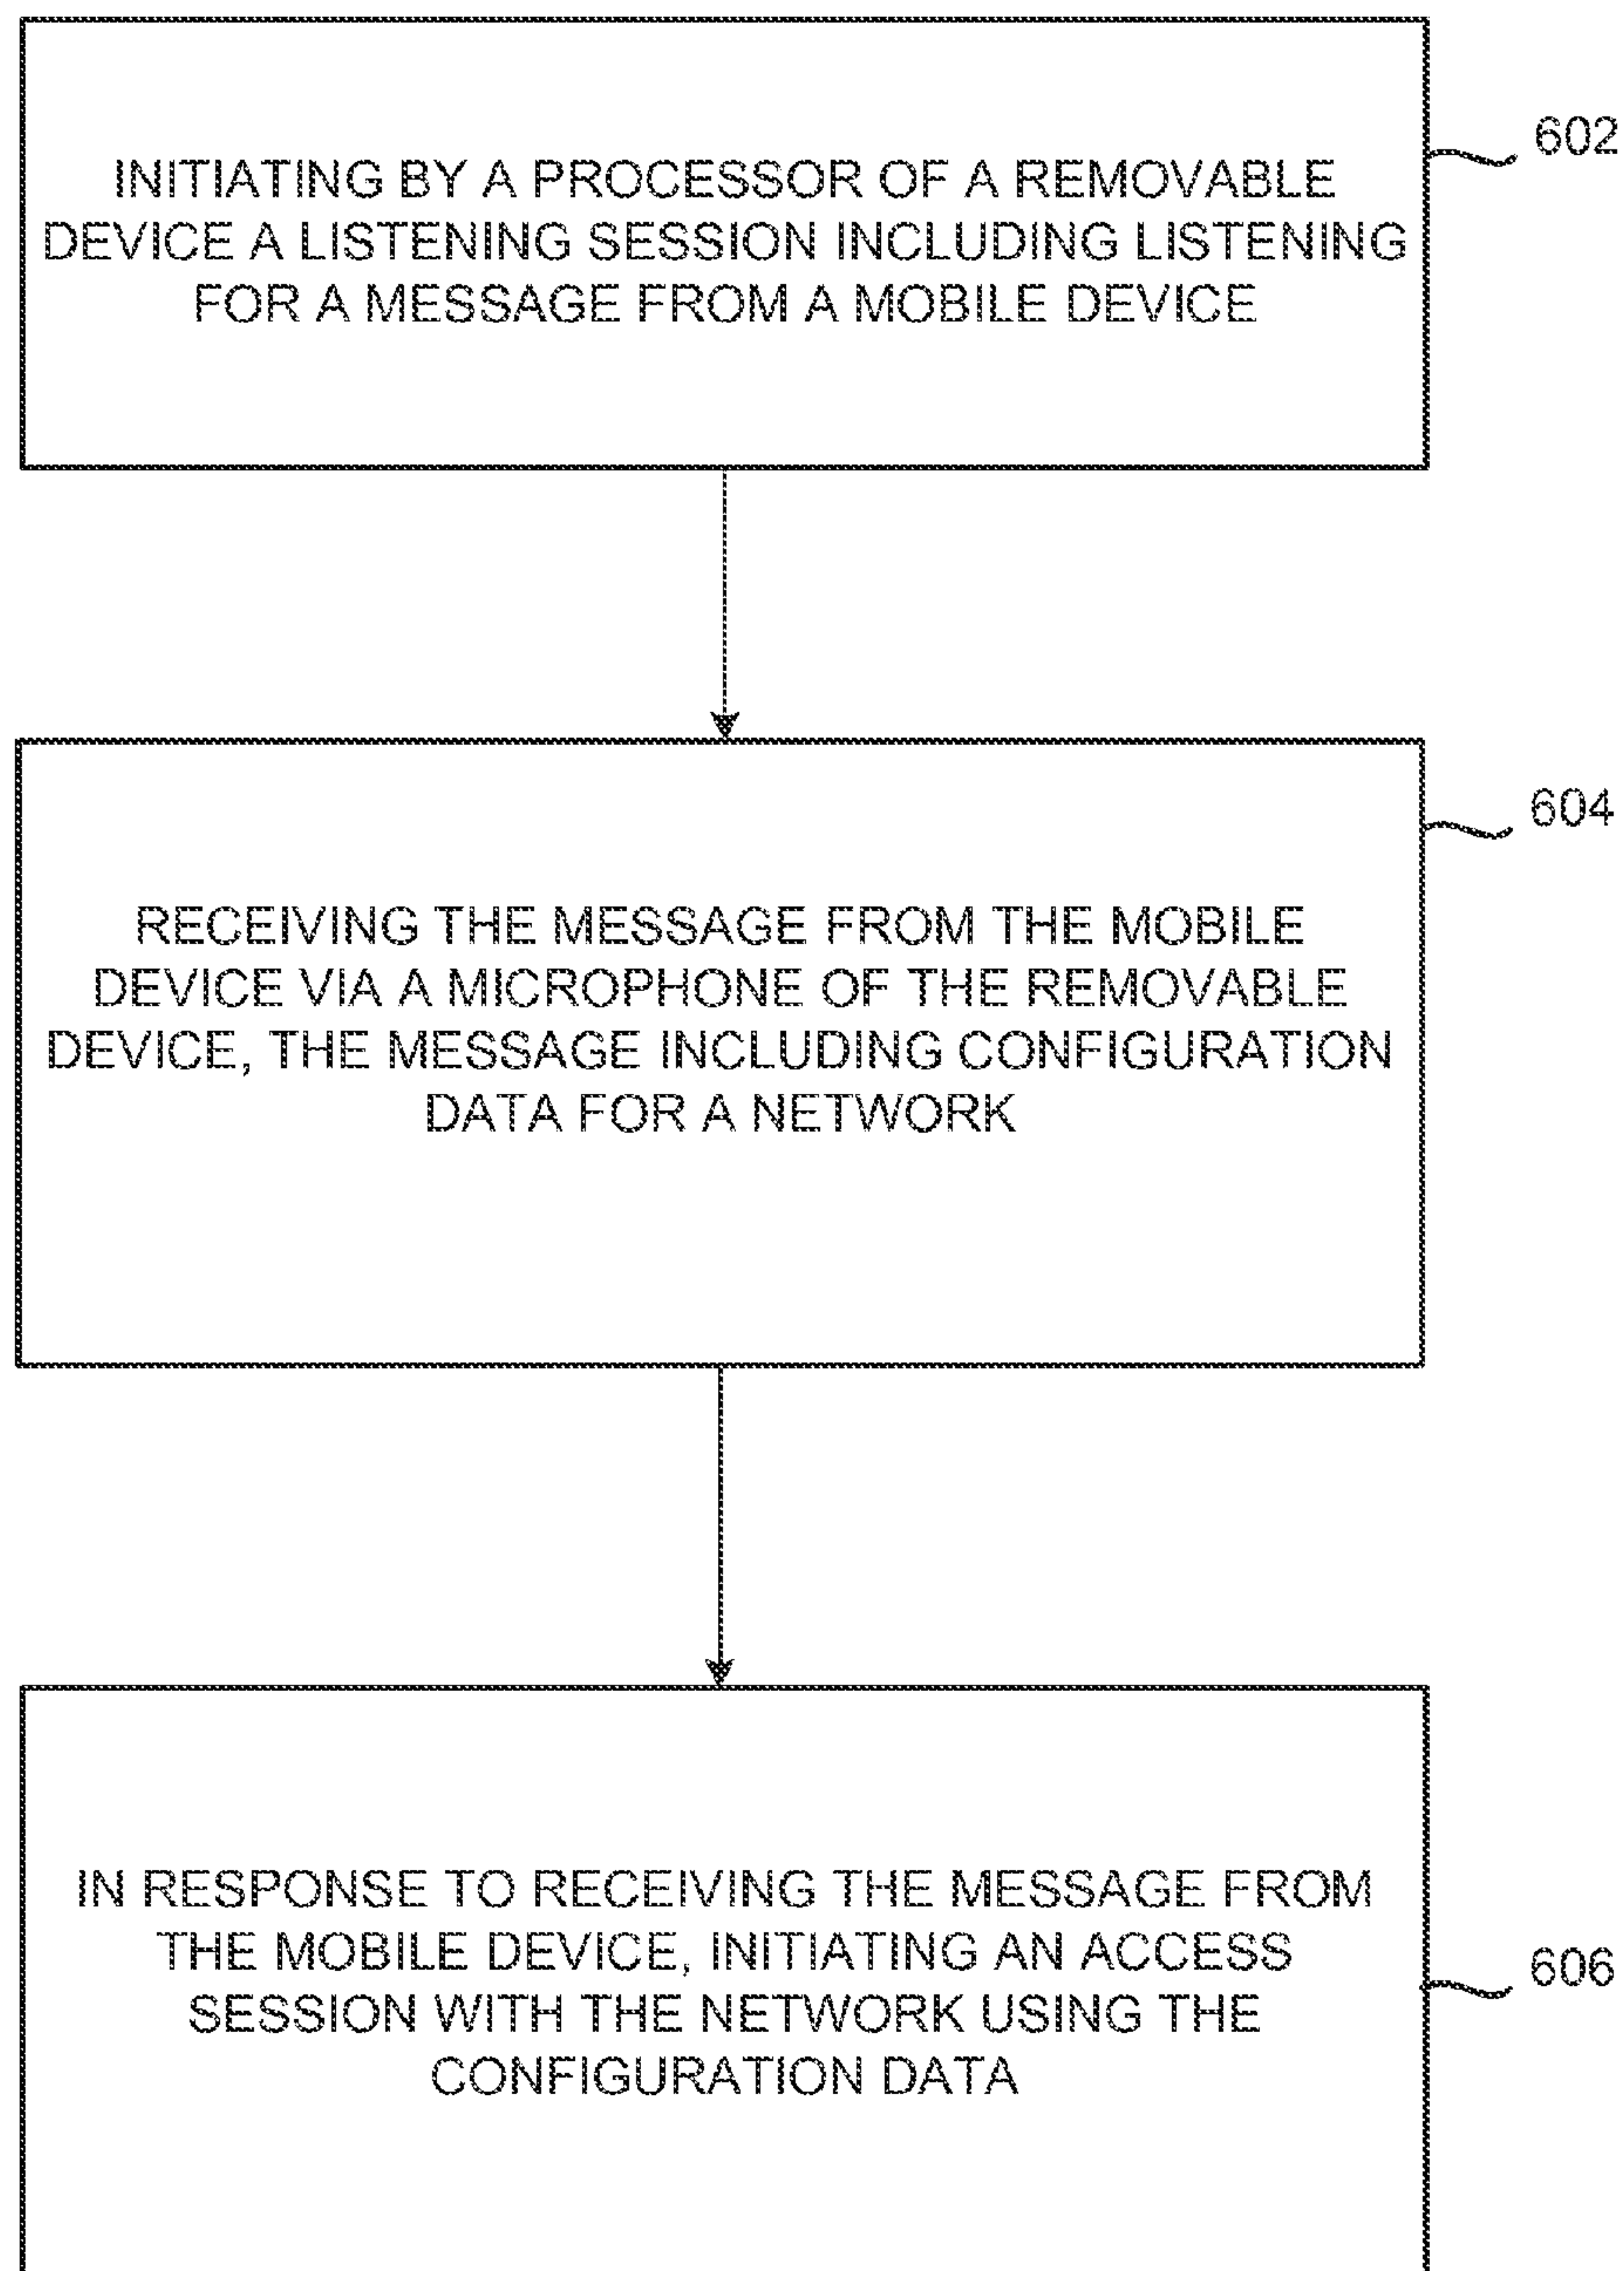 INITIATING BY A PROCESSOR OF A REMOVABLE
DEVICE A LISTENING SESSION INCLUDING LISTENING
FOR A MESSAGE FROM A MOBILE DEVICE
602
RECEIVING THE MESSAGE FROM THE MOBILE
DEVICE VIA A MICROPHONE OF THE REMOVABLE
DEVICE, THE MESSAGE INCLUDING CONFIGURATION
DATA FOR A NETWORK
604
IN RESPONSE TO RECEIVING THE MESSAGE FROM
THE MOBILE DEVICE, INITIATING AN ACCESS
SESSION WITH THE NETWORK USING THE
CONFIGURATION DATA
606